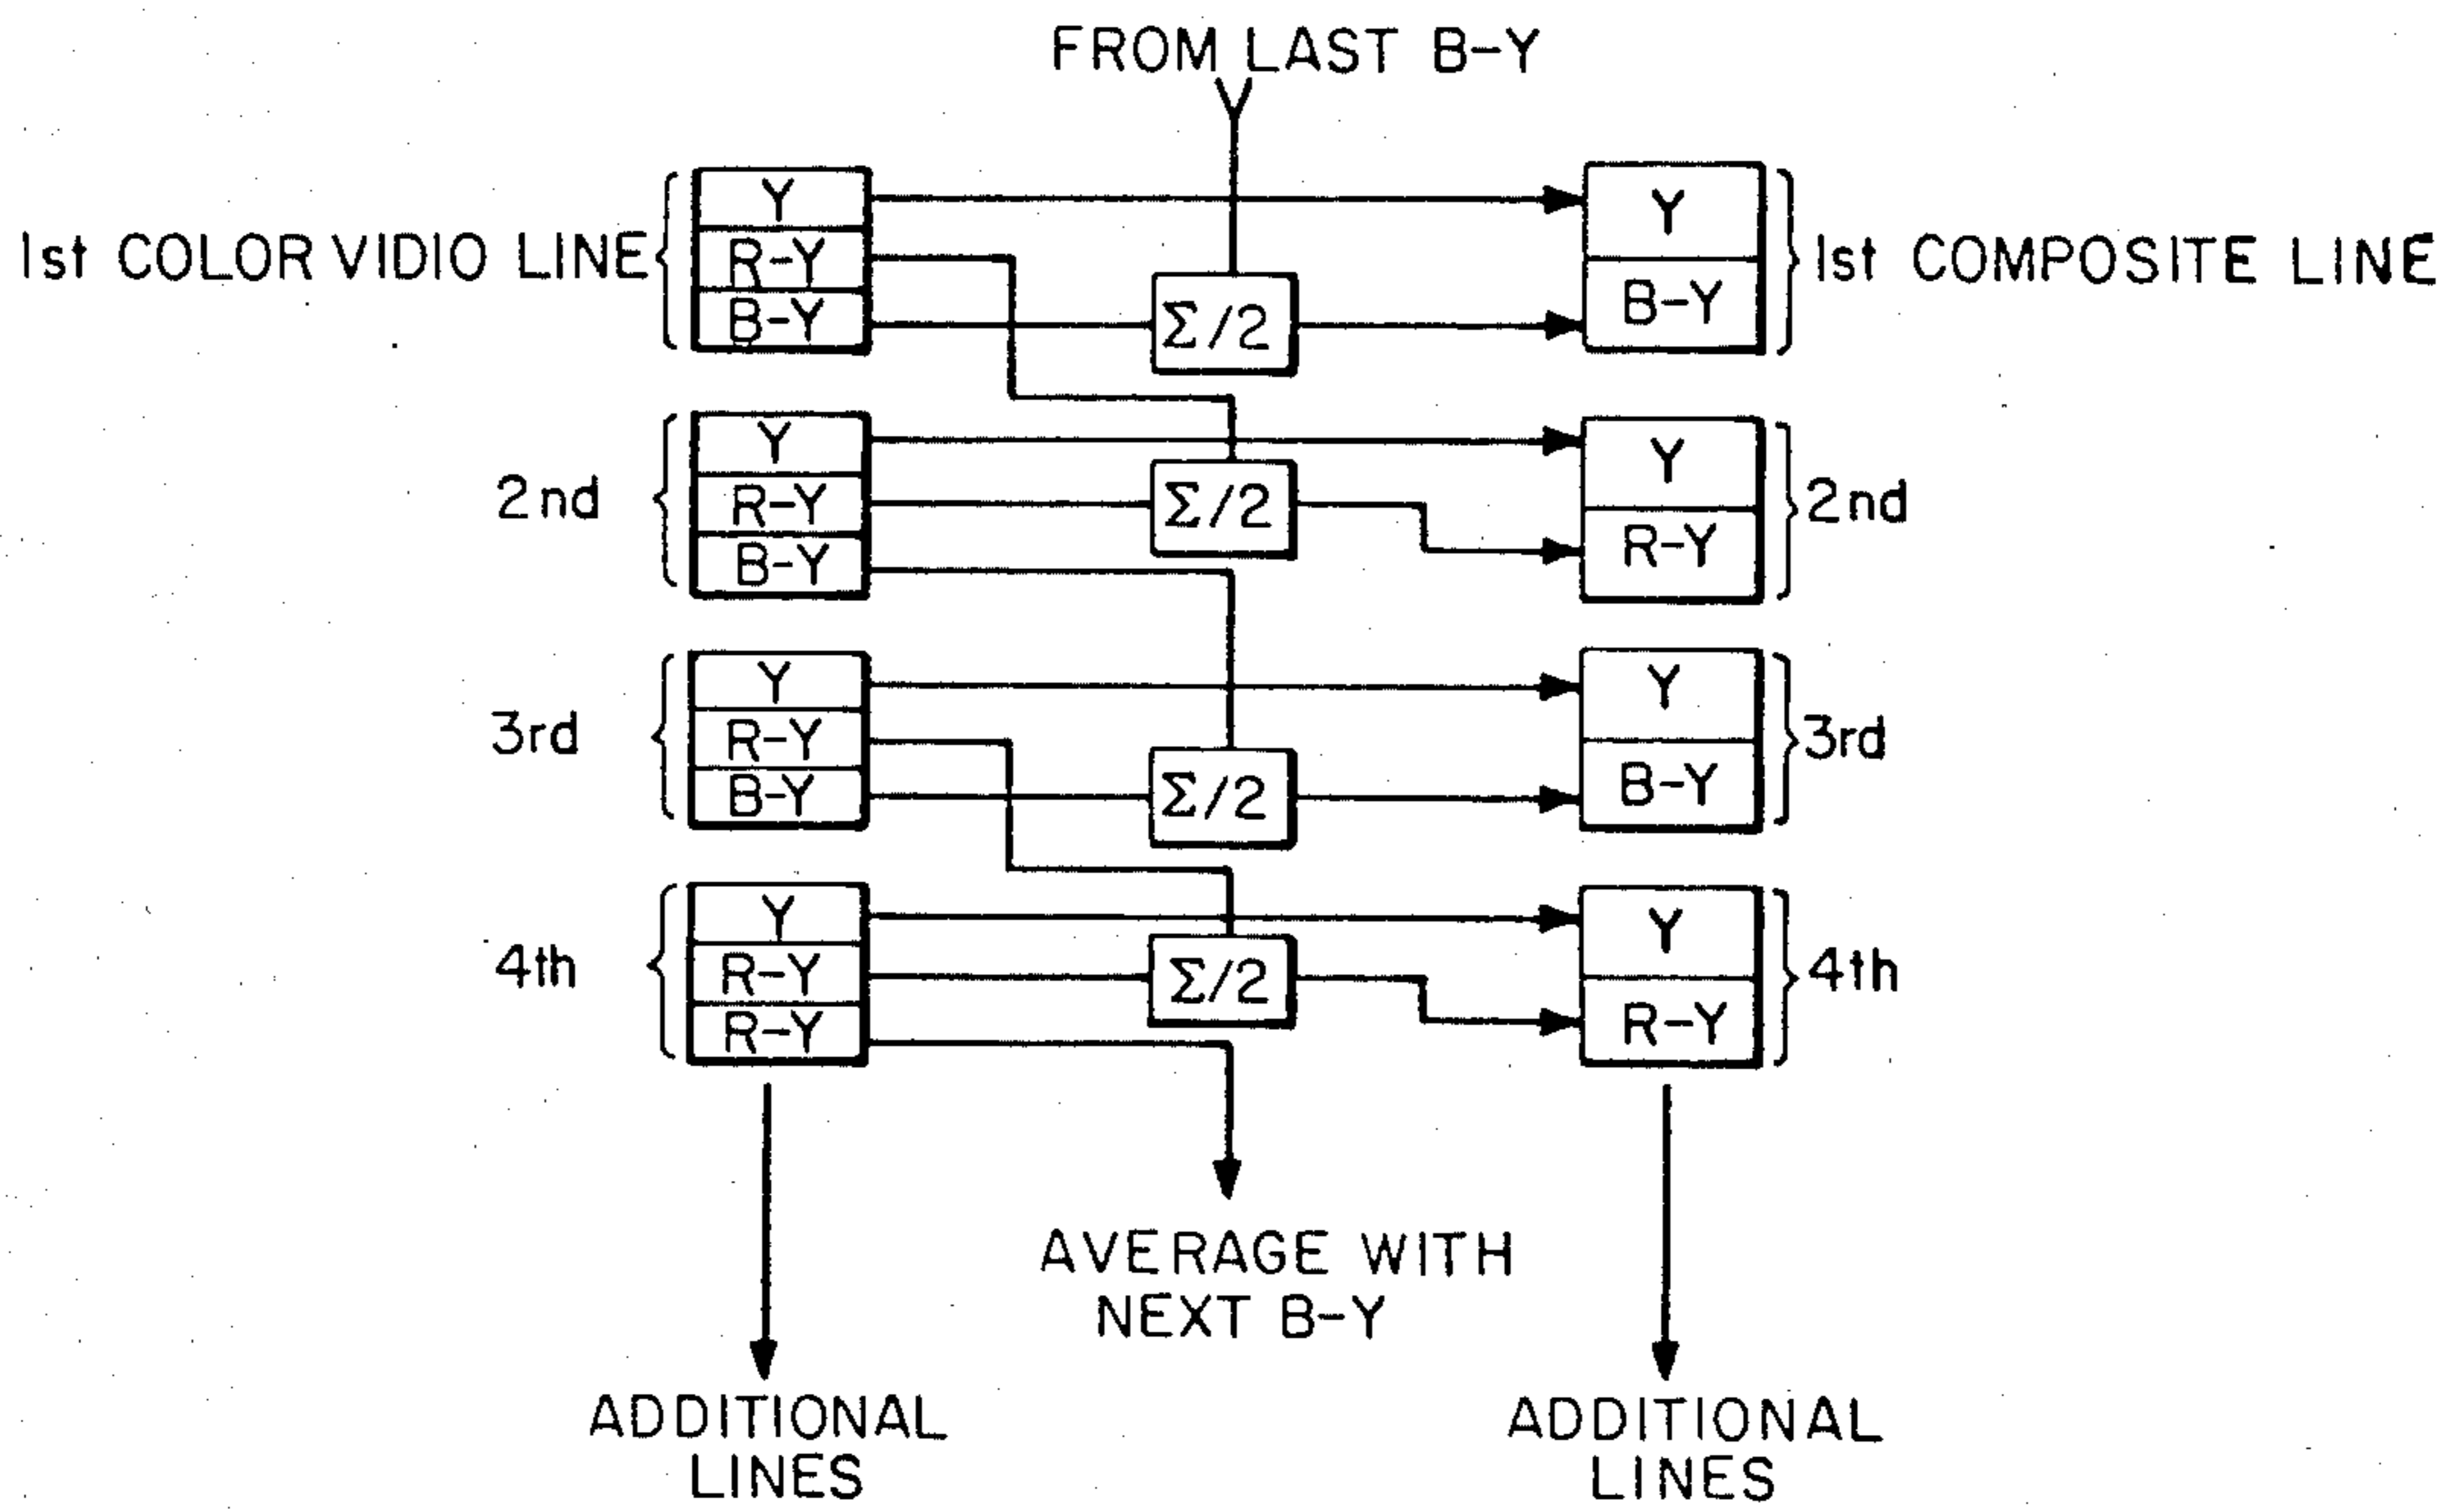 FROM LAST B-Y
1st COLOR VIDIO LINE
Y
R-Y
B-Y
Σ/2
Y
B-Y
1st COMPOSITE LINE
2nd
Y
R-Y
B-Y
Σ/2
Y
R-Y
2nd
3rd
Y
R-Y
B-Y
Σ/2
Y
B-Y
3rd
4th
Y
R-Y
R-Y
Σ/2
Y
R-Y
4th
AVERAGE WITH
NEXT B-Y
ADDITIONAL
LINES
ADDITIONAL
LINES